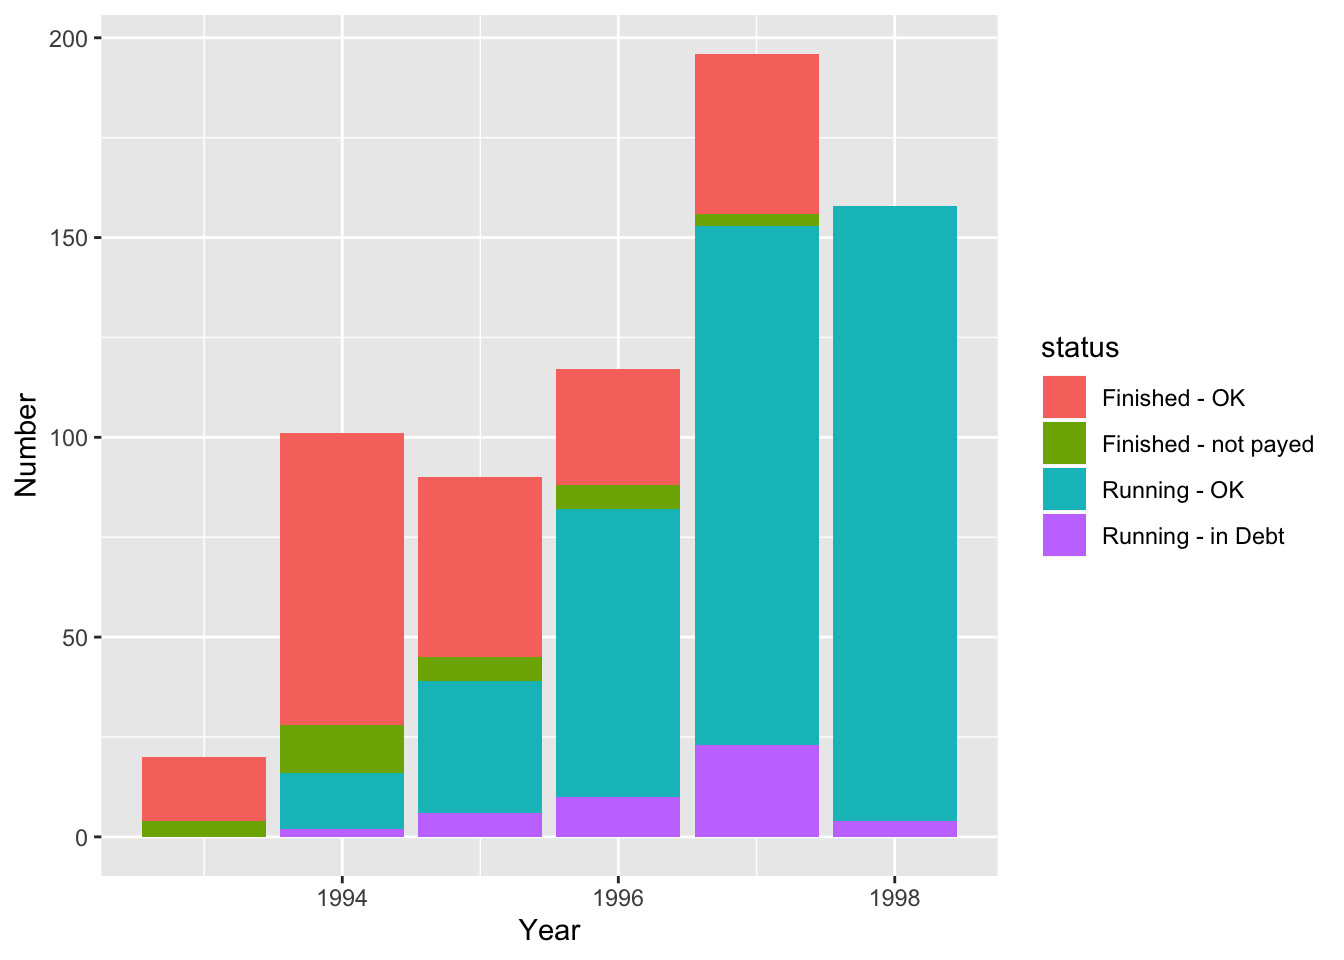 200
150
100
50
0
Number
1994
1996
1998
Year
status
Finished - OK
Finished - not payed
Running - OK
Running - in Debt